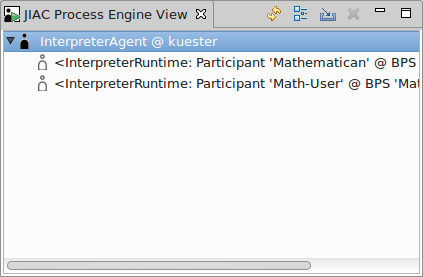 JIAC Process Engine View
InterpreterAgent @ kuester
<InterpreterRuntime: Participant 'Mathematican' @ BPS
<InterpreterRuntime: Participant 'Math-User' @ BPS 'Mat